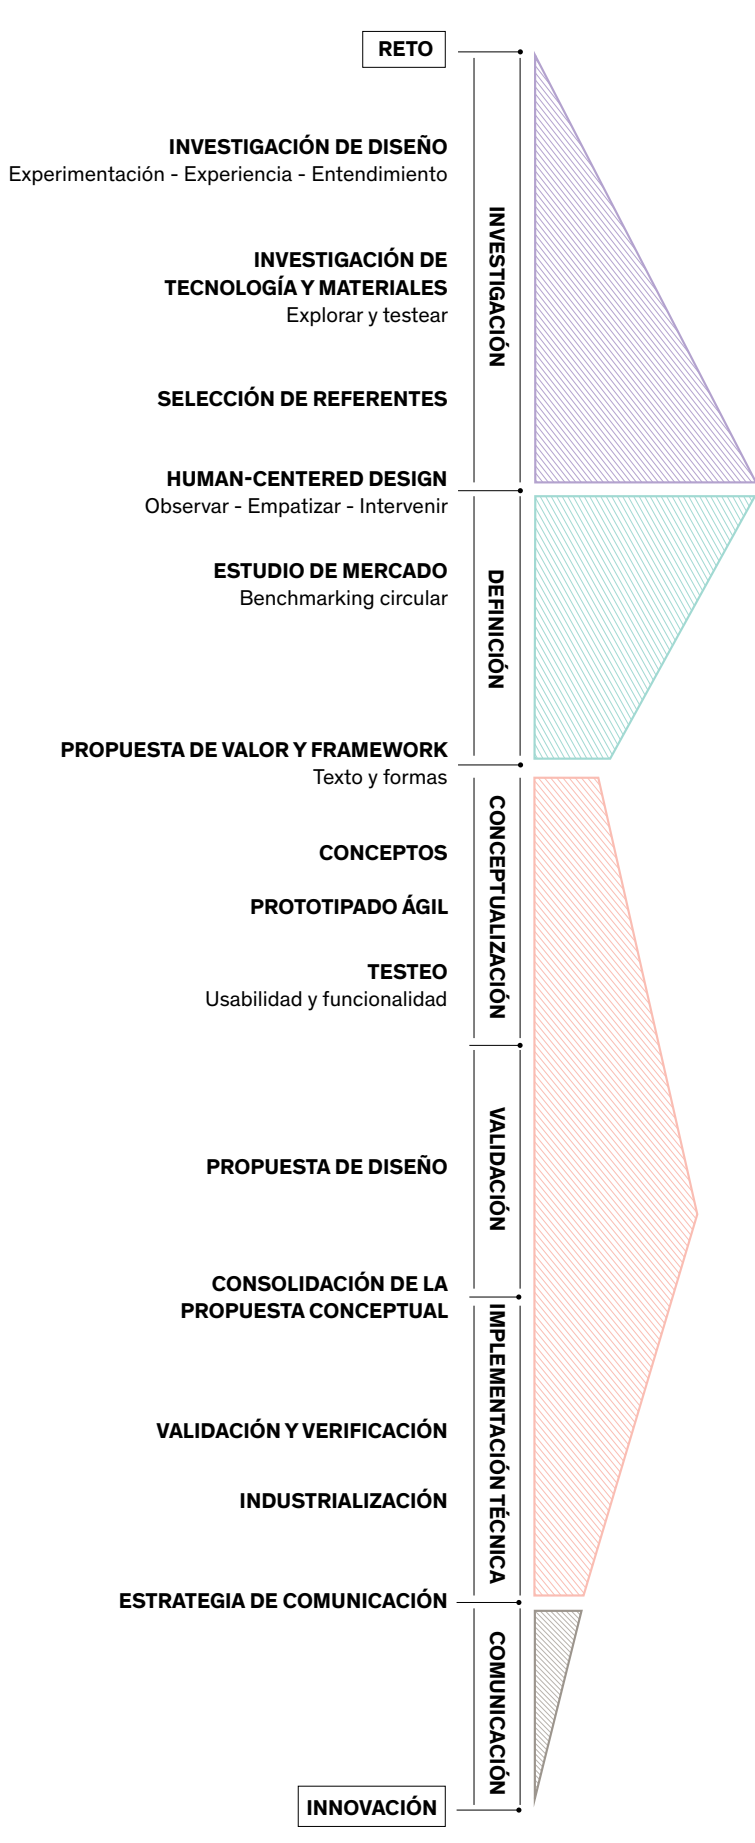 RETO
INVESTIGACIÓN DE DISEÑO
Experimentación - Experiencia - Entendimiento
INVESTIGACIÓN DE
TECNOLOGÍA Y MATERIALES
Explorar y testear
INVESTIGACIÓN
SELECCIÓN DE REFERENTES
HUMAN-CENTERED DESIGN
Observar - Empatizar - Intervenir
ESTUDIO DE MERCADO
Benchmarking circular
DEFINICIÓN
PROPUESTA DE VALOR Y FRAMEWORK
Texto y formas
CONCEPTOS
PROTOTIPADO ÁGIL
CONCEPTUALIZACIÓN
TESTEO
Usabilidad y funcionalidad
PROPUESTA DE DISEÑO
VALIDACIÓN
CONSOLIDACIÓN DE LA
PROPUESTA CONCEPTUAL
VALIDACIÓN Y VERIFICACIÓN
IMPLEMENTACIÓN TÉCNICA
INDUSTRIALIZACIÓN
ESTRATEGIA DE COMUNICACIÓN
COMUNICACIÓN
INNOVACIÓN